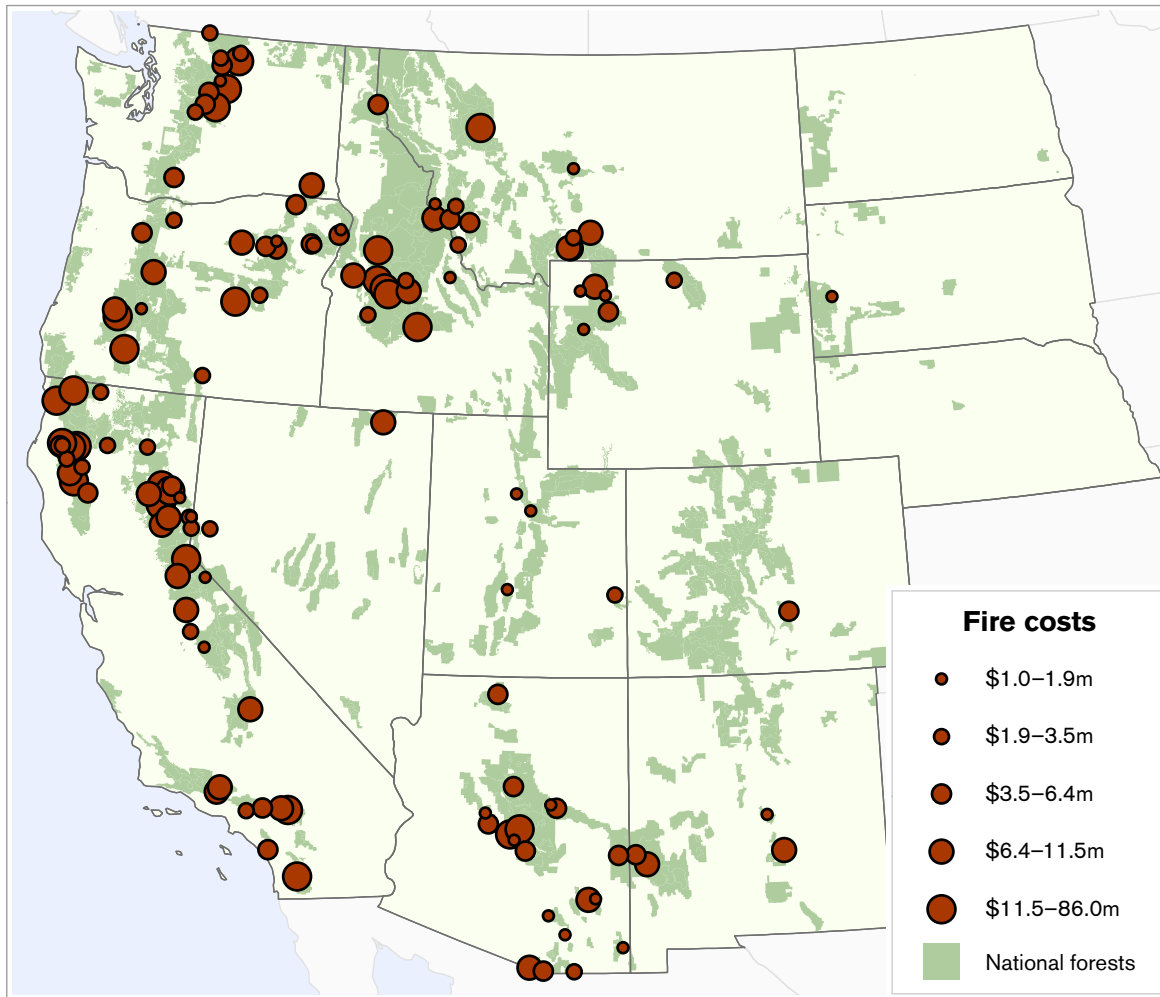 Fire costs
$1.0–1.9m
$1.9–3.5m
$3.5–6.4m
$6.4–11.5m
$11.5–86.0m
National forests